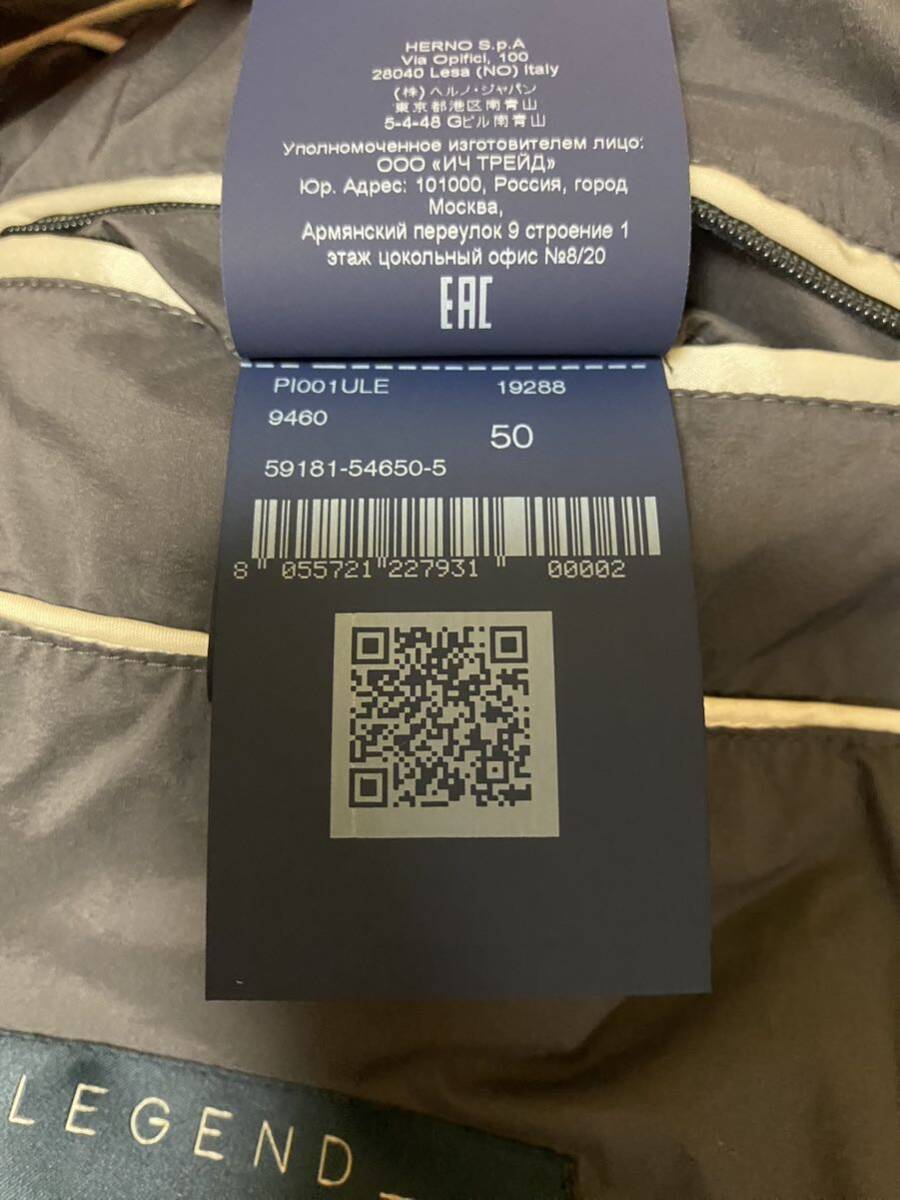 HERNO S.p.A
Via Opifici, 100
28040 Lesa (NO) Italy
(株)ヘルノ・ジャパン
東京都港区南青山
5-4-48 Gビル南青山
Уполномоченное изготовителем лицо:
ООО «ИЧ ТРЕЙД»
Юр. Адрес: 101000, Россия, город
Москва,
Армянский переулок 9 строение 1
этаж цокольный офис №8/20
EAC
PI001ULE 19288
9460
50
59181-54650-5
8 055721 227931 00002
LEGEND